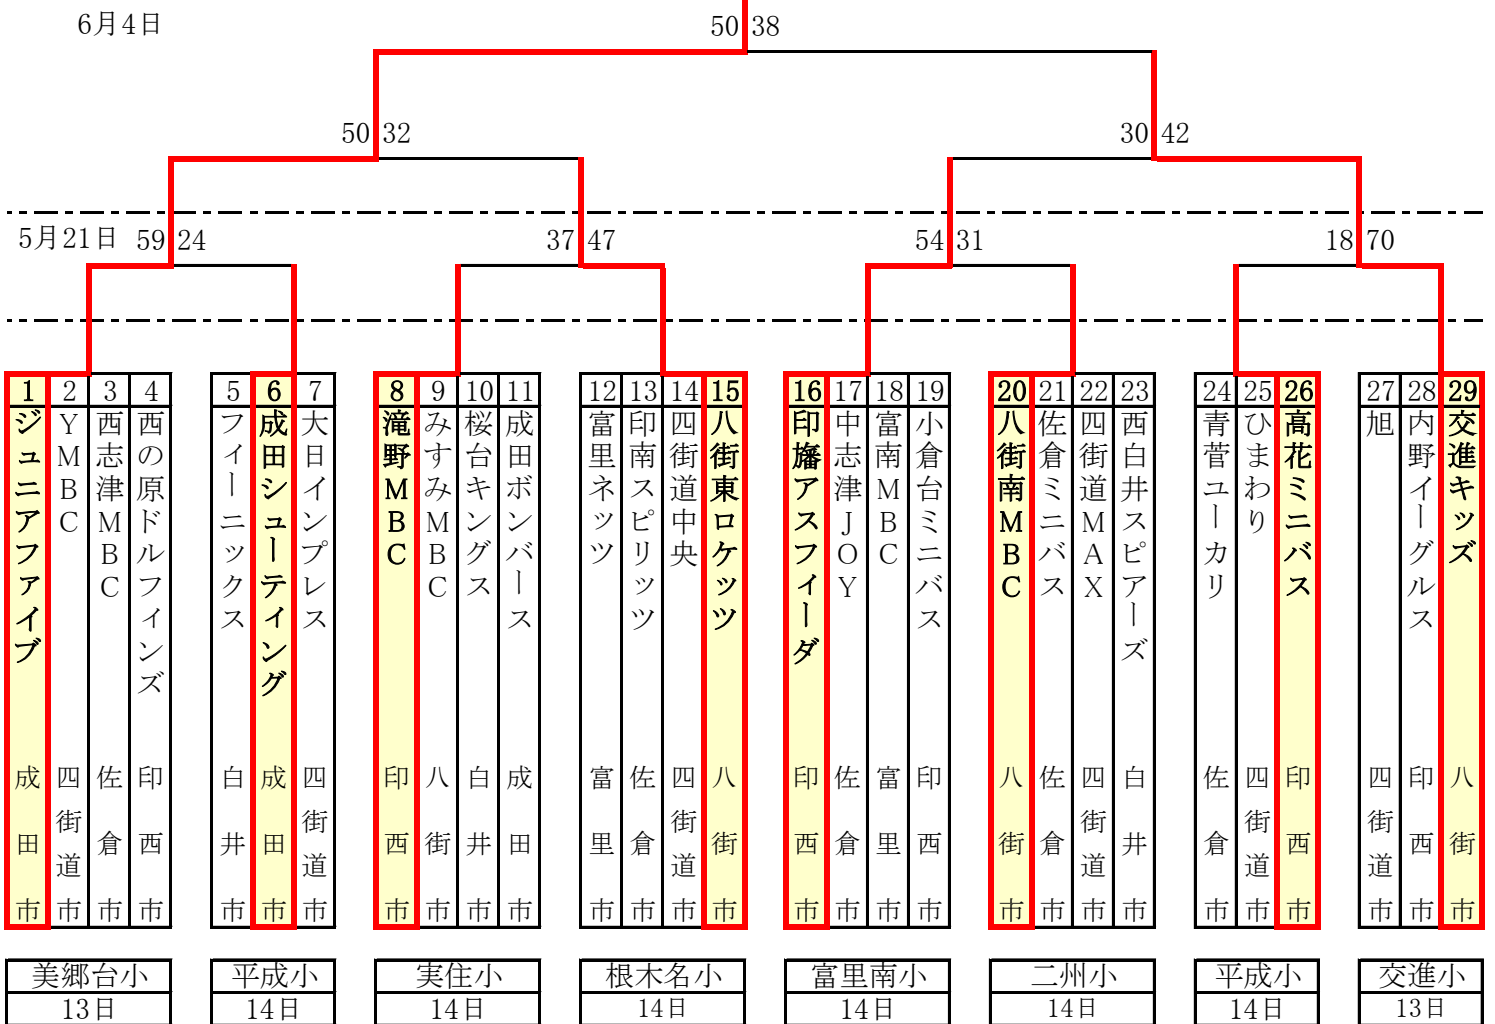 6月4日
50 38
50 32
30 42
5月21日
59 24
37 47
54 31
18 70
1 ジュニアファイブ 成田市
2 YMBC 四街道市
3 西志津MBC 佐倉市
4 西の原ドルフィンズ 印西市
5 フィーニックス 白井市
6 成田シューティング 成田市
7 大日インプレス 四街道市
8 滝野MBC 印西市
9 みすみMBC 八街市
10 桜台キングス 白井市
11 成田ボンバース 成田市
12 富里ネッツ 富里市
13 印南スピリッツ 佐倉市
14 四街道中央 四街道市
15 八街東ロケッツ 八街市
16 印旛アスフィーダ 印西市
17 中志津JOY 佐倉市
18 富南MBC 富里市
19 小倉台ミニバス 印西市
20 八街南MBC 八街市
21 佐倉ミニバス 佐倉市
22 四街道MAX 四街道市
23 西白井スピアーズ 白井市
24 青菅ユーカリ 佐倉市
25 ひまわり 四街道市
26 高花ミニバス 印西市
27 旭 四街道市
28 内野イーグルス 印西市
29 交進キッズ 八街市
美郷台小
13日
平成小
14日
実住小
14日
根木名小
14日
富里南小
14日
二州小
14日
平成小
14日
交進小
13日